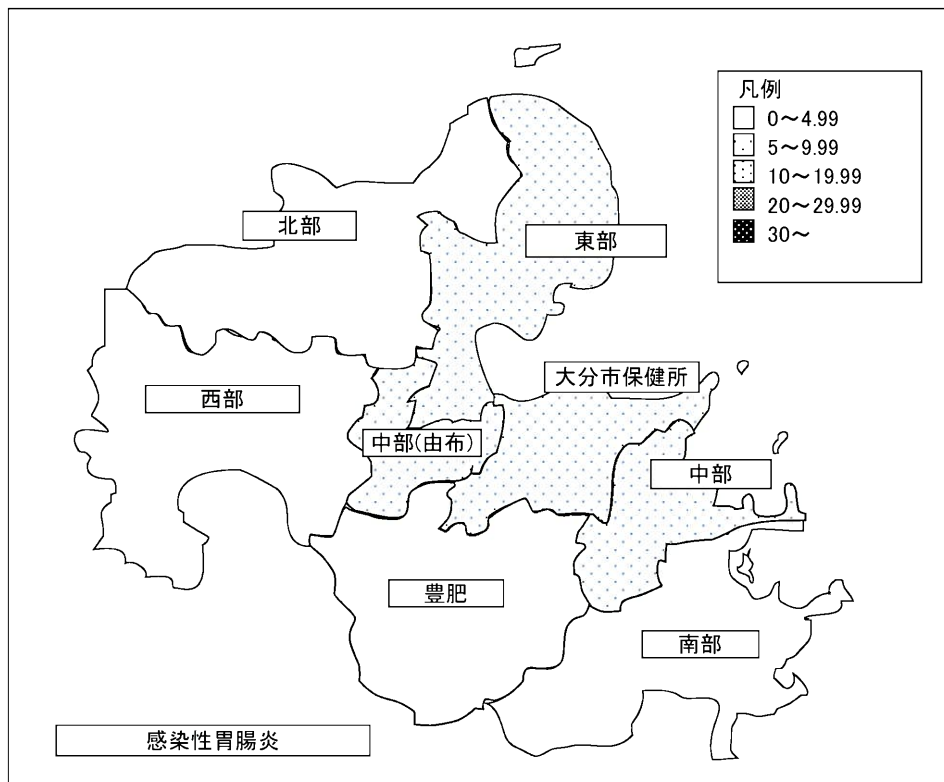 凡例
0～4.99
5～9.99
10～19.99
20～29.99
30～
北部
東部
大分市保健所
西部
中部(由布)
中部
豊肥
南部
感染性胃腸炎